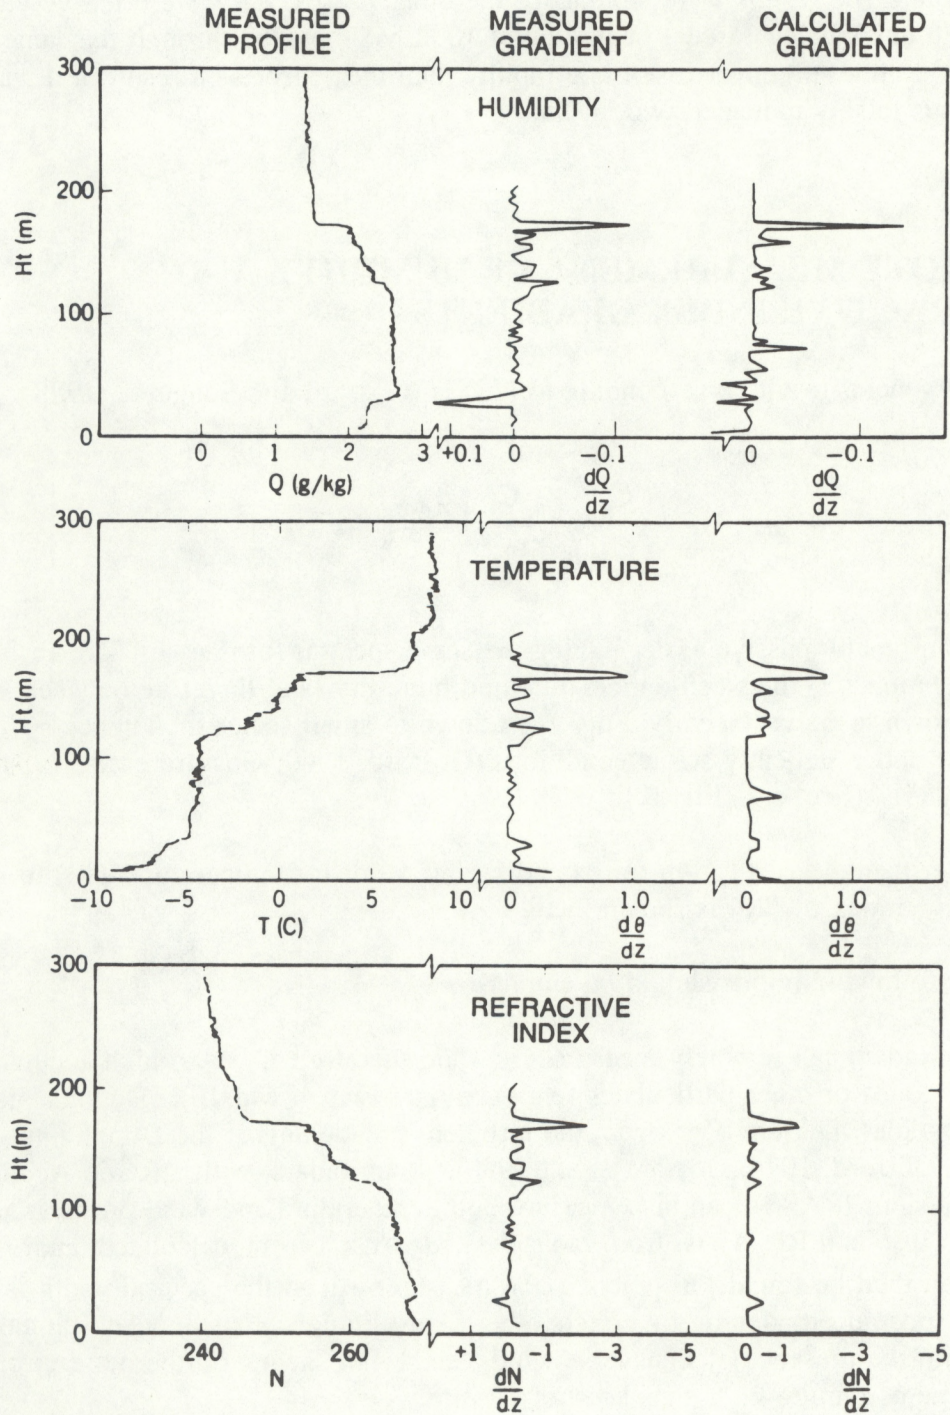 MEASURED PROFILE
MEASURED GRADIENT
CALCULATED GRADIENT
HUMIDITY
Ht (m)
300
200
100
0
0 1 2 3 +0.1 0 −0.1 0 −0.1
Q (g/kg)
dQ
dz
dQ
dz
TEMPERATURE
Ht (m)
300
200
100
0
−10 −5 0 5 10 0 1.0 0 1.0
T (C)
dθ
dz
dθ
dz
REFRACTIVE INDEX
Ht (m)
300
200
100
0
240 260 +1 0 −1 −3 −5 0 −1 −3 −5
N
dN
dz
dN
dz